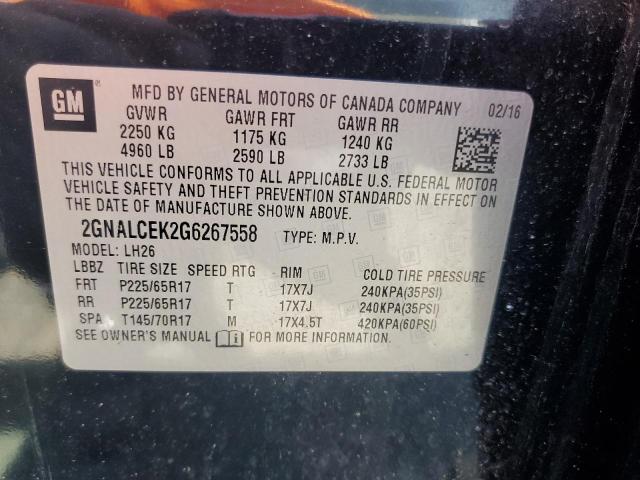 GM ®
MFD BY GENERAL MOTORS OF CANADA COMPANY 02/16
GVWR GAWR FRT GAWR RR
2250 KG 1175 KG 1240 KG
4960 LB 2590 LB 2733 LB
THIS VEHICLE CONFORMS TO ALL APPLICABLE U.S. FEDERAL MOTOR
VEHICLE SAFETY AND THEFT PREVENTION STANDARDS IN EFFECT ON
THE DATE OF MANUFACTURE SHOWN ABOVE.
2GNALCEK2G6267558 TYPE: M.P.V.
MODEL: LH26
LBBZ TIRE SIZE SPEED RTG RIM COLD TIRE PRESSURE
FRT P225/65R17 T 17X7J 240KPA(35PSI)
RR P225/65R17 T 17X7J 240KPA(35PSI)
SPA T145/70R17 M 17X4.5T 420KPA(60PSI)
SEE OWNER'S MANUAL FOR MORE INFORMATION.